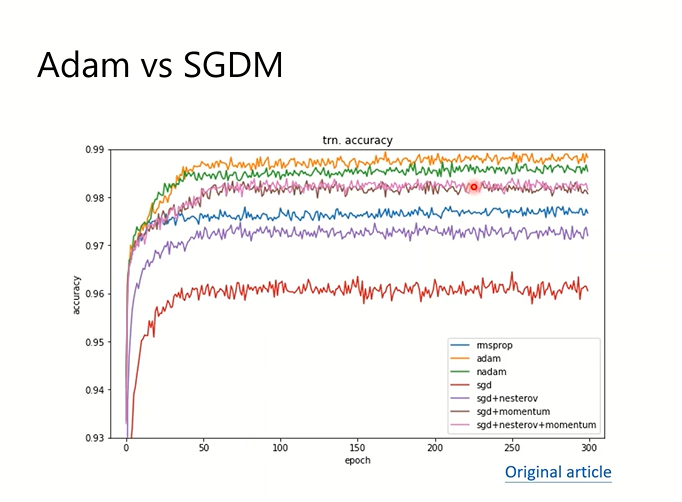 Adam vs SGDM
trn. accuracy
0.99
0.98
0.97
0.96
0.95
0.94
0.93
accuracy
0 50 100 150 200 250 300
epoch
rmsprop
adam
nadam
sgd
sgd+nesterov
sgd+momentum
sgd+nesterov+momentum
Original article